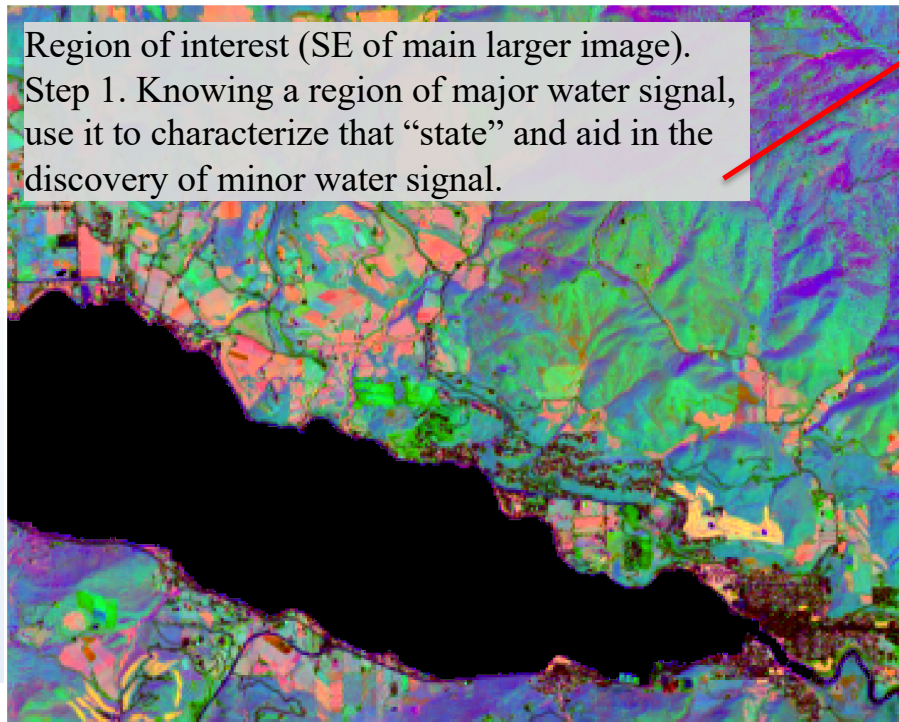 Region of interest (SE of main larger image).
Step 1. Knowing a region of major water signal,
use it to characterize that “state” and aid in the
discovery of minor water signal.